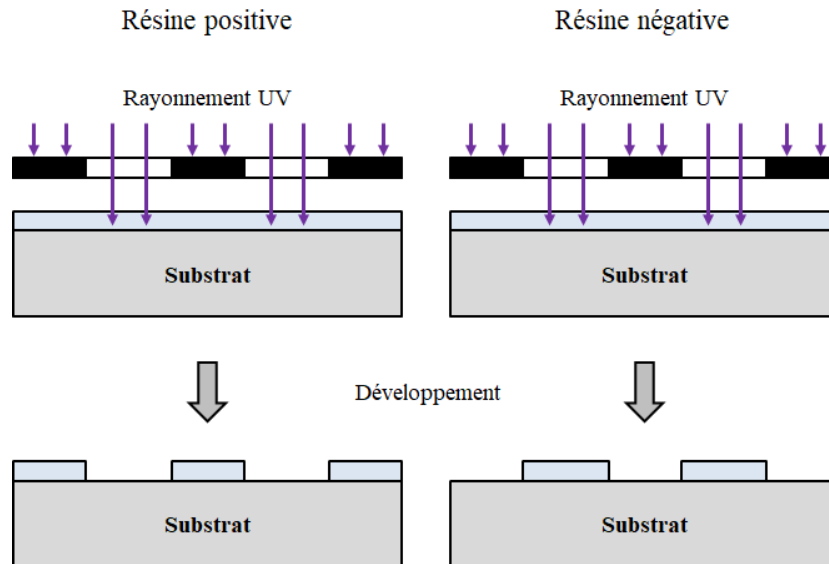 Résine positive
Résine négative
Rayonnement UV
Rayonnement UV
Substrat
Substrat
Développement
Substrat
Substrat